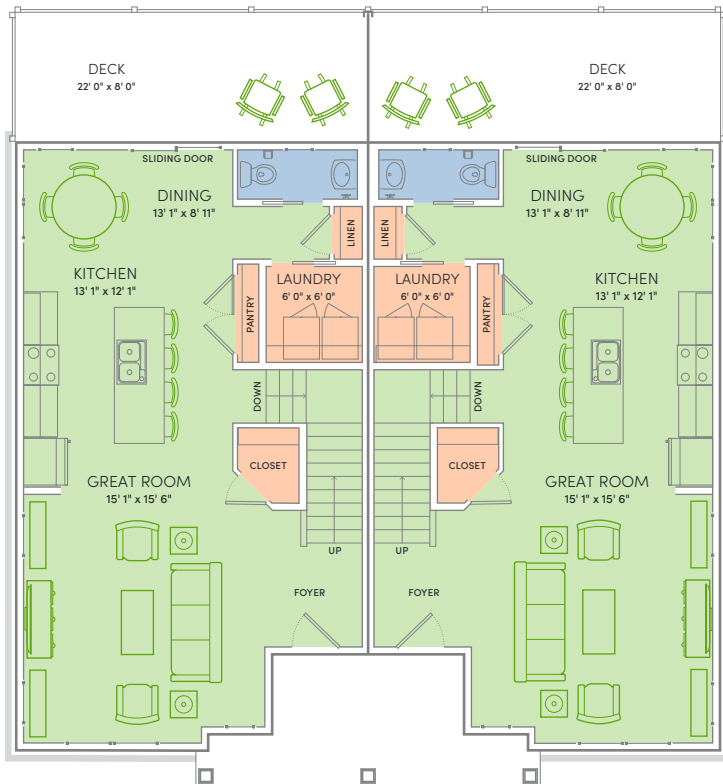 DECK
22' 0" x 8' 0"
DECK
22' 0" x 8' 0"
SLIDING DOOR
SLIDING DOOR
DINING
13' 1" x 8' 11"
DINING
13' 1" x 8' 11"
LINEN
LINEN
KITCHEN
13' 1" x 12' 1"
LAUNDRY
6' 0" x 6' 0"
LAUNDRY
6' 0" x 6' 0"
KITCHEN
13' 1" x 12' 1"
PANTRY
PANTRY
DOWN
DOWN
CLOSET
CLOSET
GREAT ROOM
15' 1" x 15' 6"
GREAT ROOM
15' 1" x 15' 6"
UP
UP
FOYER
FOYER